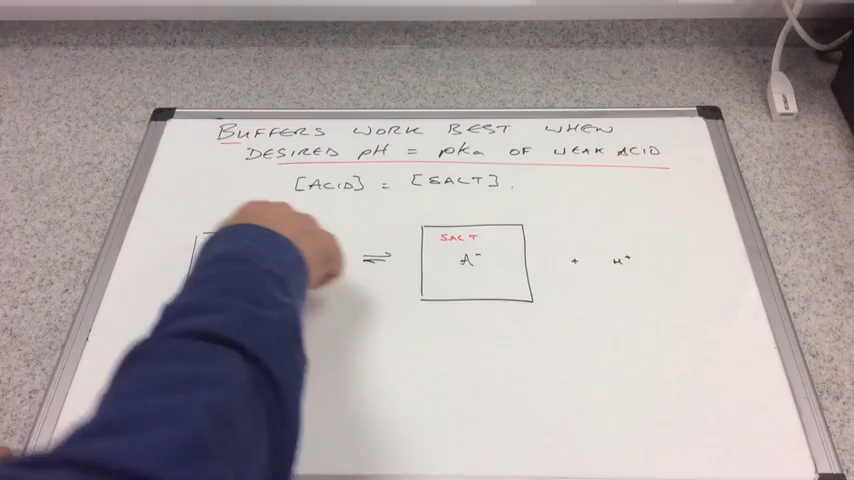 BUFFERS WORK BEST WHEN
DESIRED pH = pKa OF WEAK ACID
[ACID] = [SALT].
⇌ SALT
A⁻ + H⁺